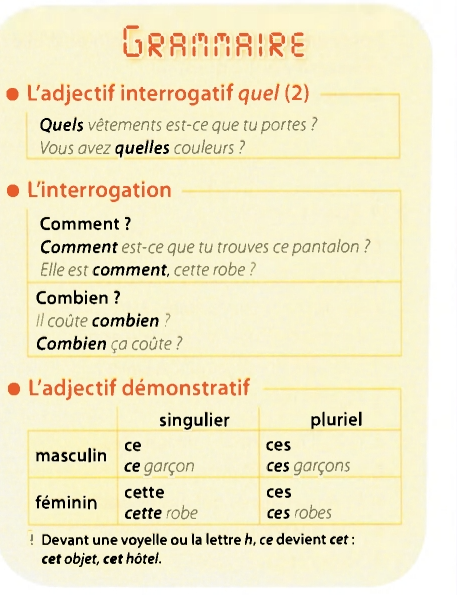 GRAMMAIRE
● L'adjectif interrogatif quel (2)
Quels vêtements est-ce que tu portes ?
Vous avez quelles couleurs ?
● L'interrogation
Comment ?
Comment est-ce que tu trouves ce pantalon ?
Elle est comment, cette robe ?
Combien ?
Il coûte combien ?
Combien ça coûte ?
● L'adjectif démonstratif
singulier pluriel
masculin
ce ces
ce garçon ces garçons
féminin
cette ces
cette robe ces robes
! Devant une voyelle ou la lettre h, ce devient cet :
cet objet, cet hôtel.